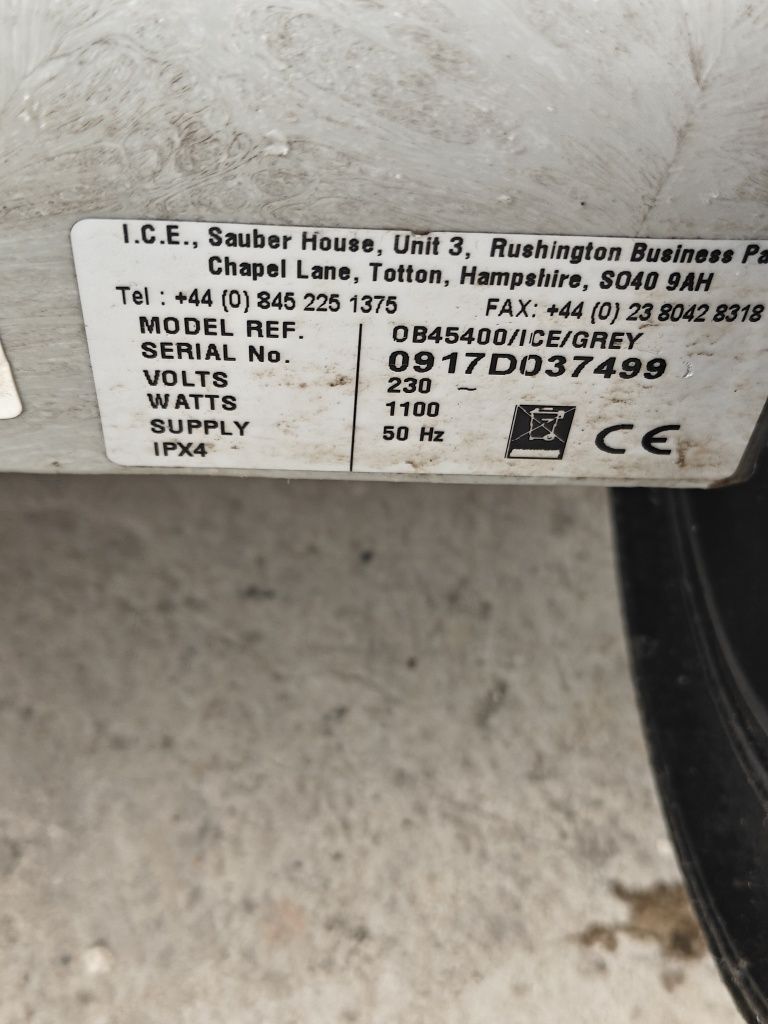 I.C.E., Sauber House, Unit 3, Rushington Business Pa
Chapel Lane, Totton, Hampshire, SO40 9AH
Tel : +44 (0) 845 225 1375 FAX: +44 (0) 23 8042 8318
MODEL REF. OB45400/ICE/GREY
SERIAL No. 0917D037499
VOLTS 230 ~
WATTS 1100
SUPPLY 50 Hz
IPX4 CE